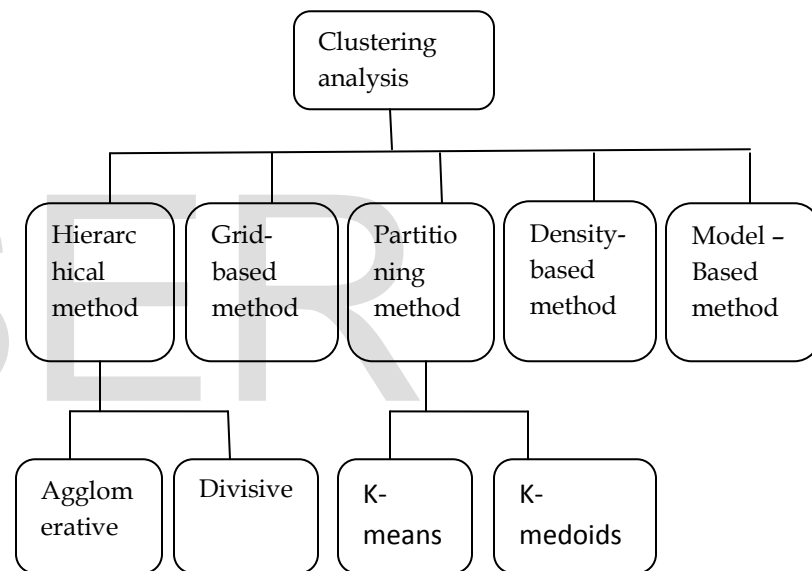 Clustering
analysis
Hierarc
hical
method
Grid-
based
method
Partitio
ning
method
Density-
based
method
Model –
Based
method
Agglom
erative
Divisive
K-
means
K-
medoids
SER